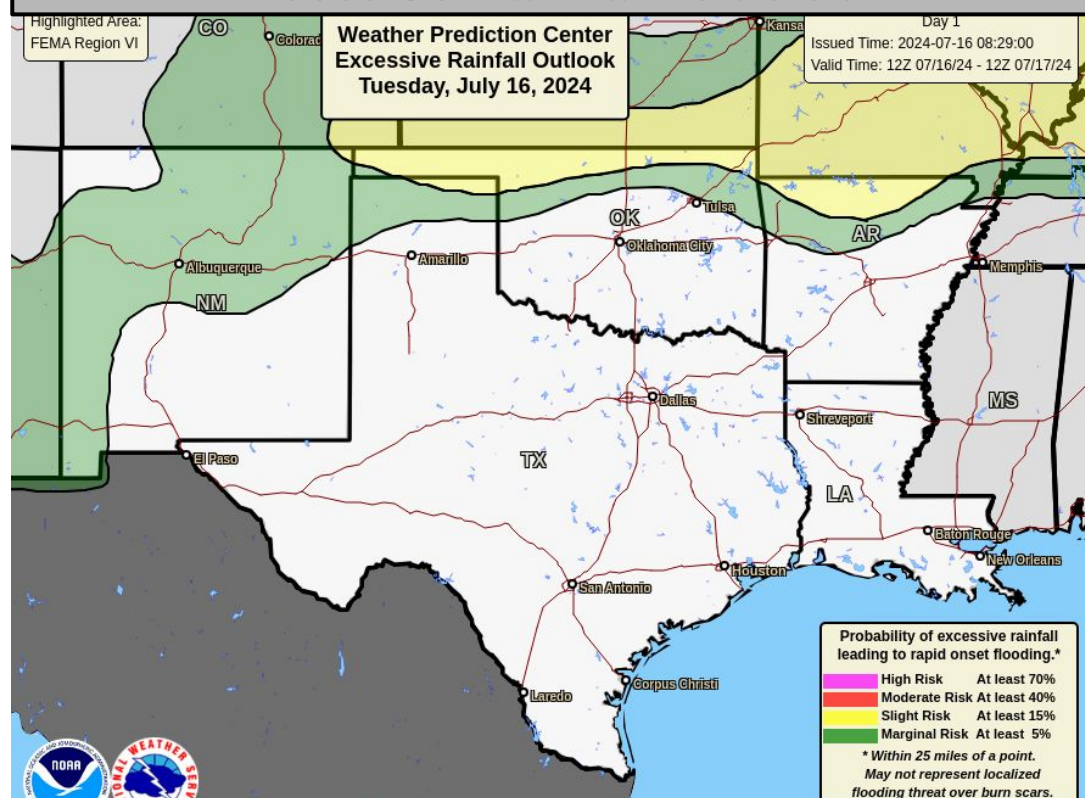 Highlighted Area:
FEMA Region VI
CO
Weather Prediction Center
Excessive Rainfall Outlook
Tuesday, July 16, 2024
Day 1
Issued Time: 2024-07-16 08:29:00
Valid Time: 12Z 07/16/24 - 12Z 07/17/24
Tulsa
OK
Oklahoma City
AR
Albuquerque
Amarillo
Memphis
NM
Dallas
MS
Shreveport
El Paso
TX
LA
Baton Rouge
New Orleans
Houston
San Antonio
Corpus Christi
Laredo
Probability of excessive rainfall
leading to rapid onset flooding.*
High Risk At least 70%
Moderate Risk At least 40%
Slight Risk At least 15%
Marginal Risk At least 5%
* Within 25 miles of a point.
May not represent localized
flooding threat over burn scars.
NOAA
WEATHER